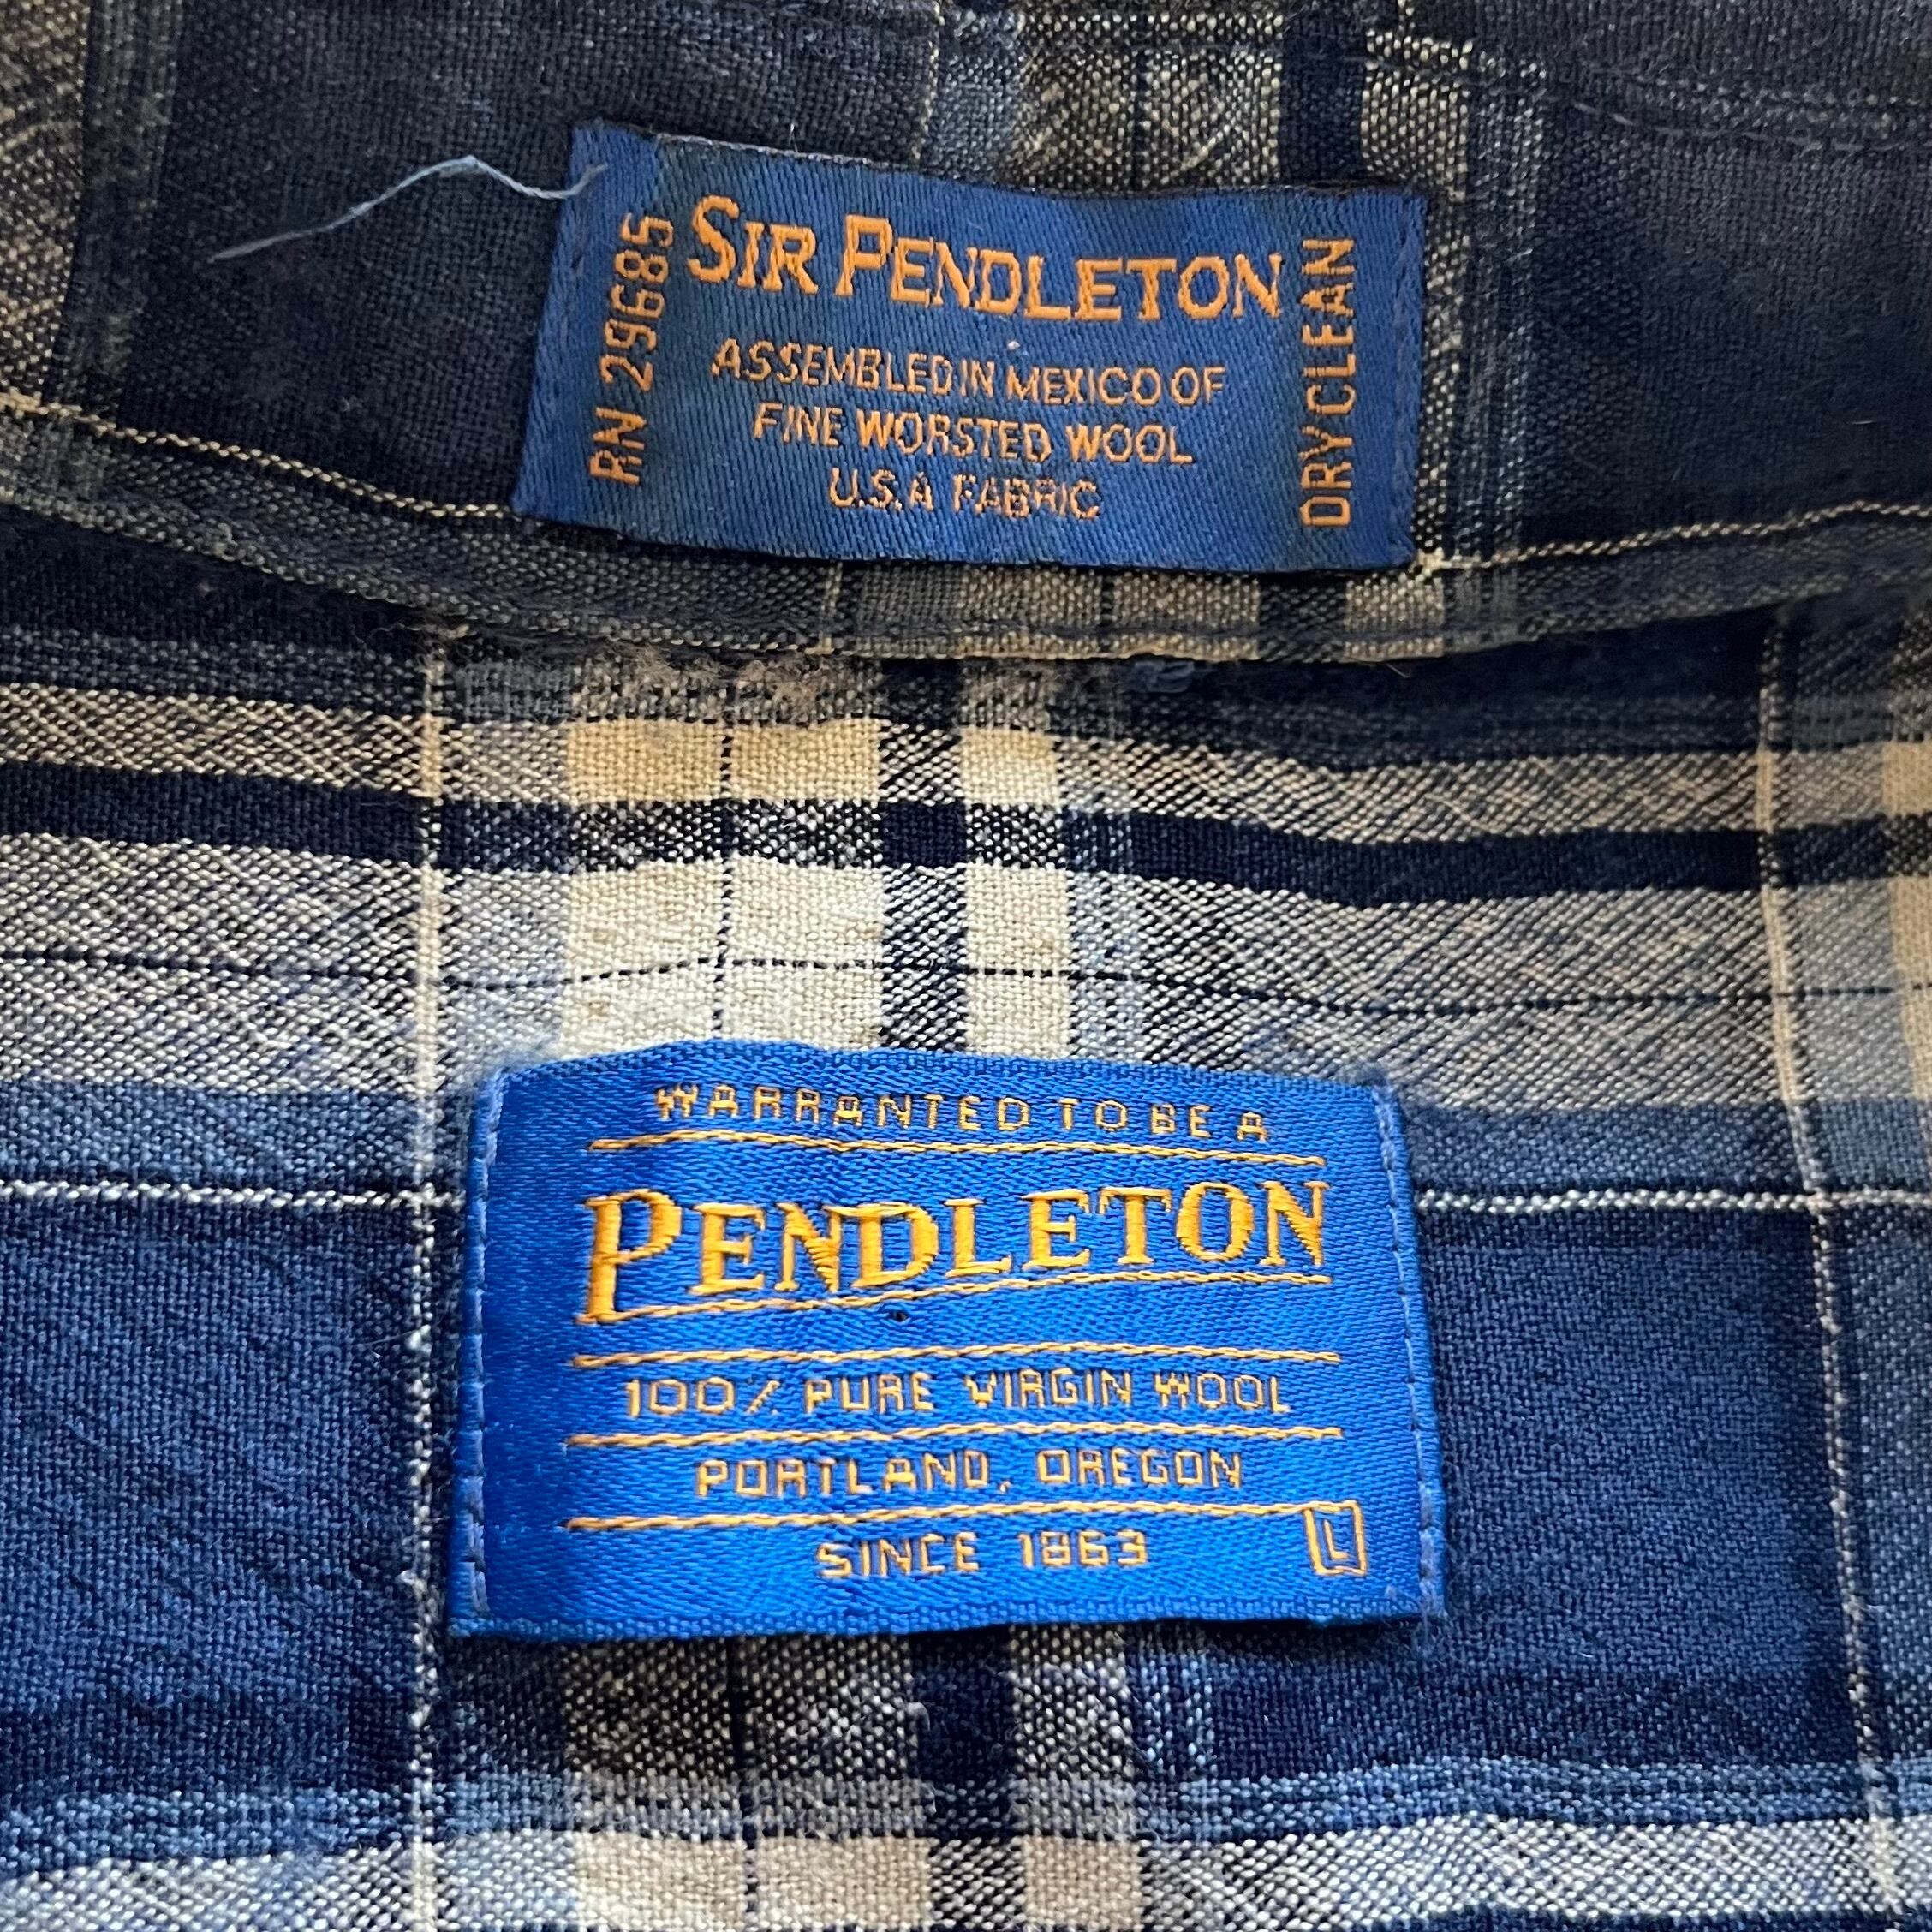 RN 29685
SIR PENDLETON
ASSEMBLED IN MEXICO OF
FINE WORSTED WOOL
U.S.A FABRIC
DRY CLEAN
WARRANTED TO BE A
PENDLETON
100% PURE VIRGIN WOOL
PORTLAND, OREGON
SINCE 1863
L